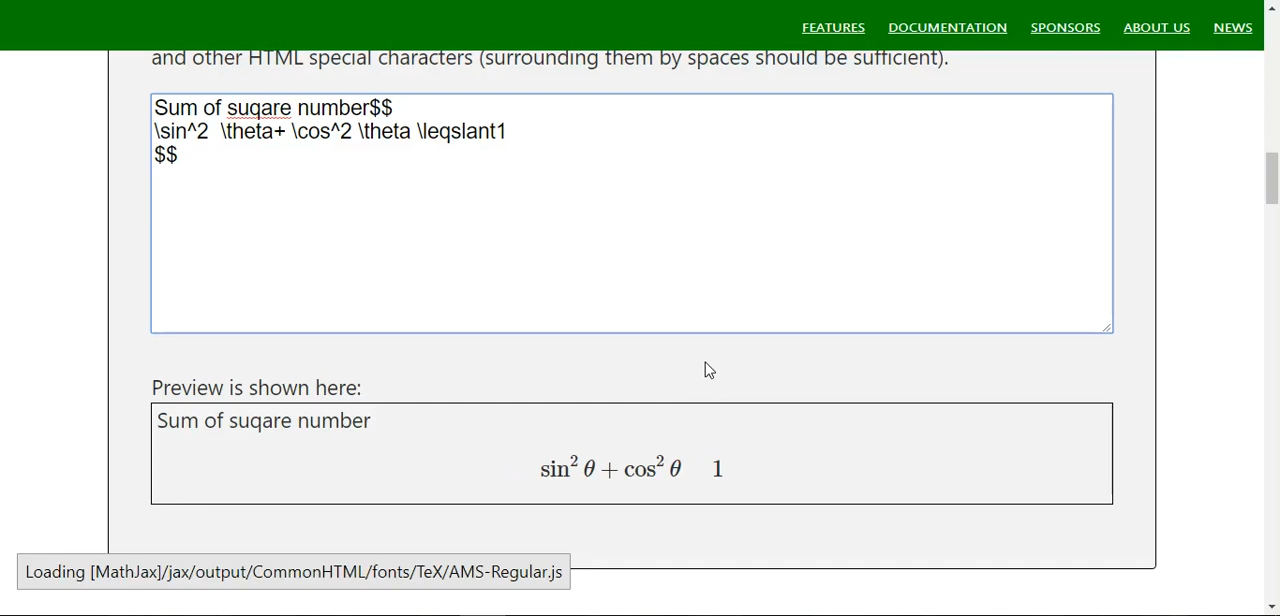 FEATURES DOCUMENTATION SPONSORS ABOUT US NEWS
and other HTML special characters (surrounding them by spaces should be sufficient).
Sum of suqare number$$
\sin^2  \theta+ \cos^2 \theta \leqslant1
$$
Preview is shown here:
Sum of suqare number
sin² θ + cos² θ 1
Loading [MathJax]/jax/output/CommonHTML/fonts/TeX/AMS-Regular.js